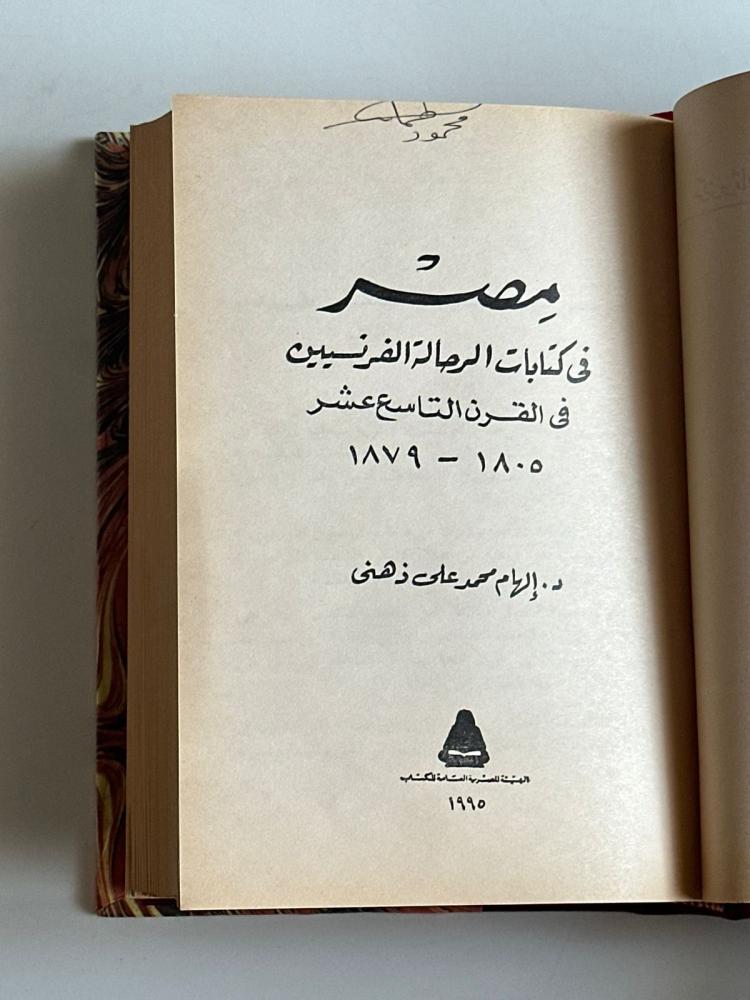 محمود
مِصْر
فى كتابات الرحالة الفرنسيين
فى القرن التاسع عشر
١٨٠٥ – ١٨٧٩
د. إلهام محمد على ذهنى
الهيئة المصرية العامة للكتاب
١٩٩٥